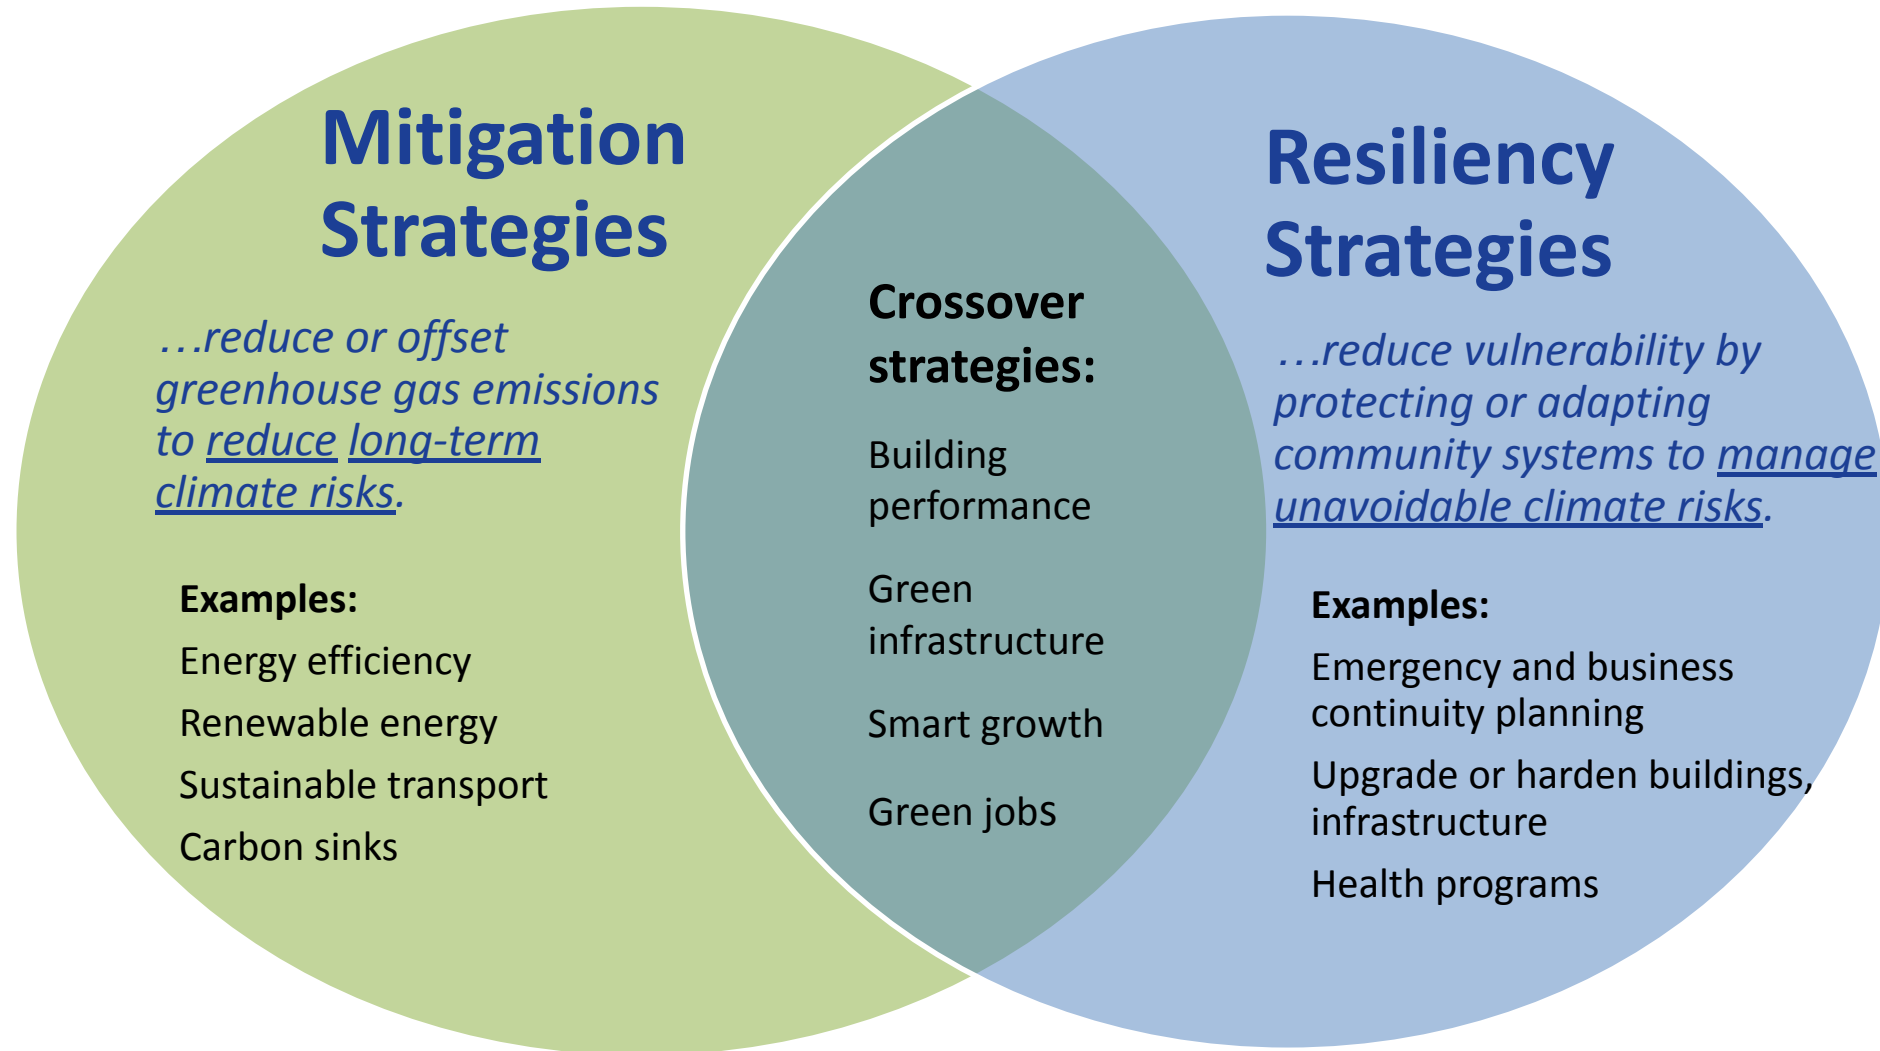 Mitigation
Strategies
…reduce or offset
greenhouse gas emissions
to reduce long-term
climate risks.
Examples:
Energy efficiency
Renewable energy
Sustainable transport
Carbon sinks
Crossover
strategies:
Building
performance
Green
infrastructure
Smart growth
Green jobs
Resiliency
Strategies
…reduce vulnerability by
protecting or adapting
community systems to manage
unavoidable climate risks.
Examples:
Emergency and business
continuity planning
Upgrade or harden buildings,
infrastructure
Health programs